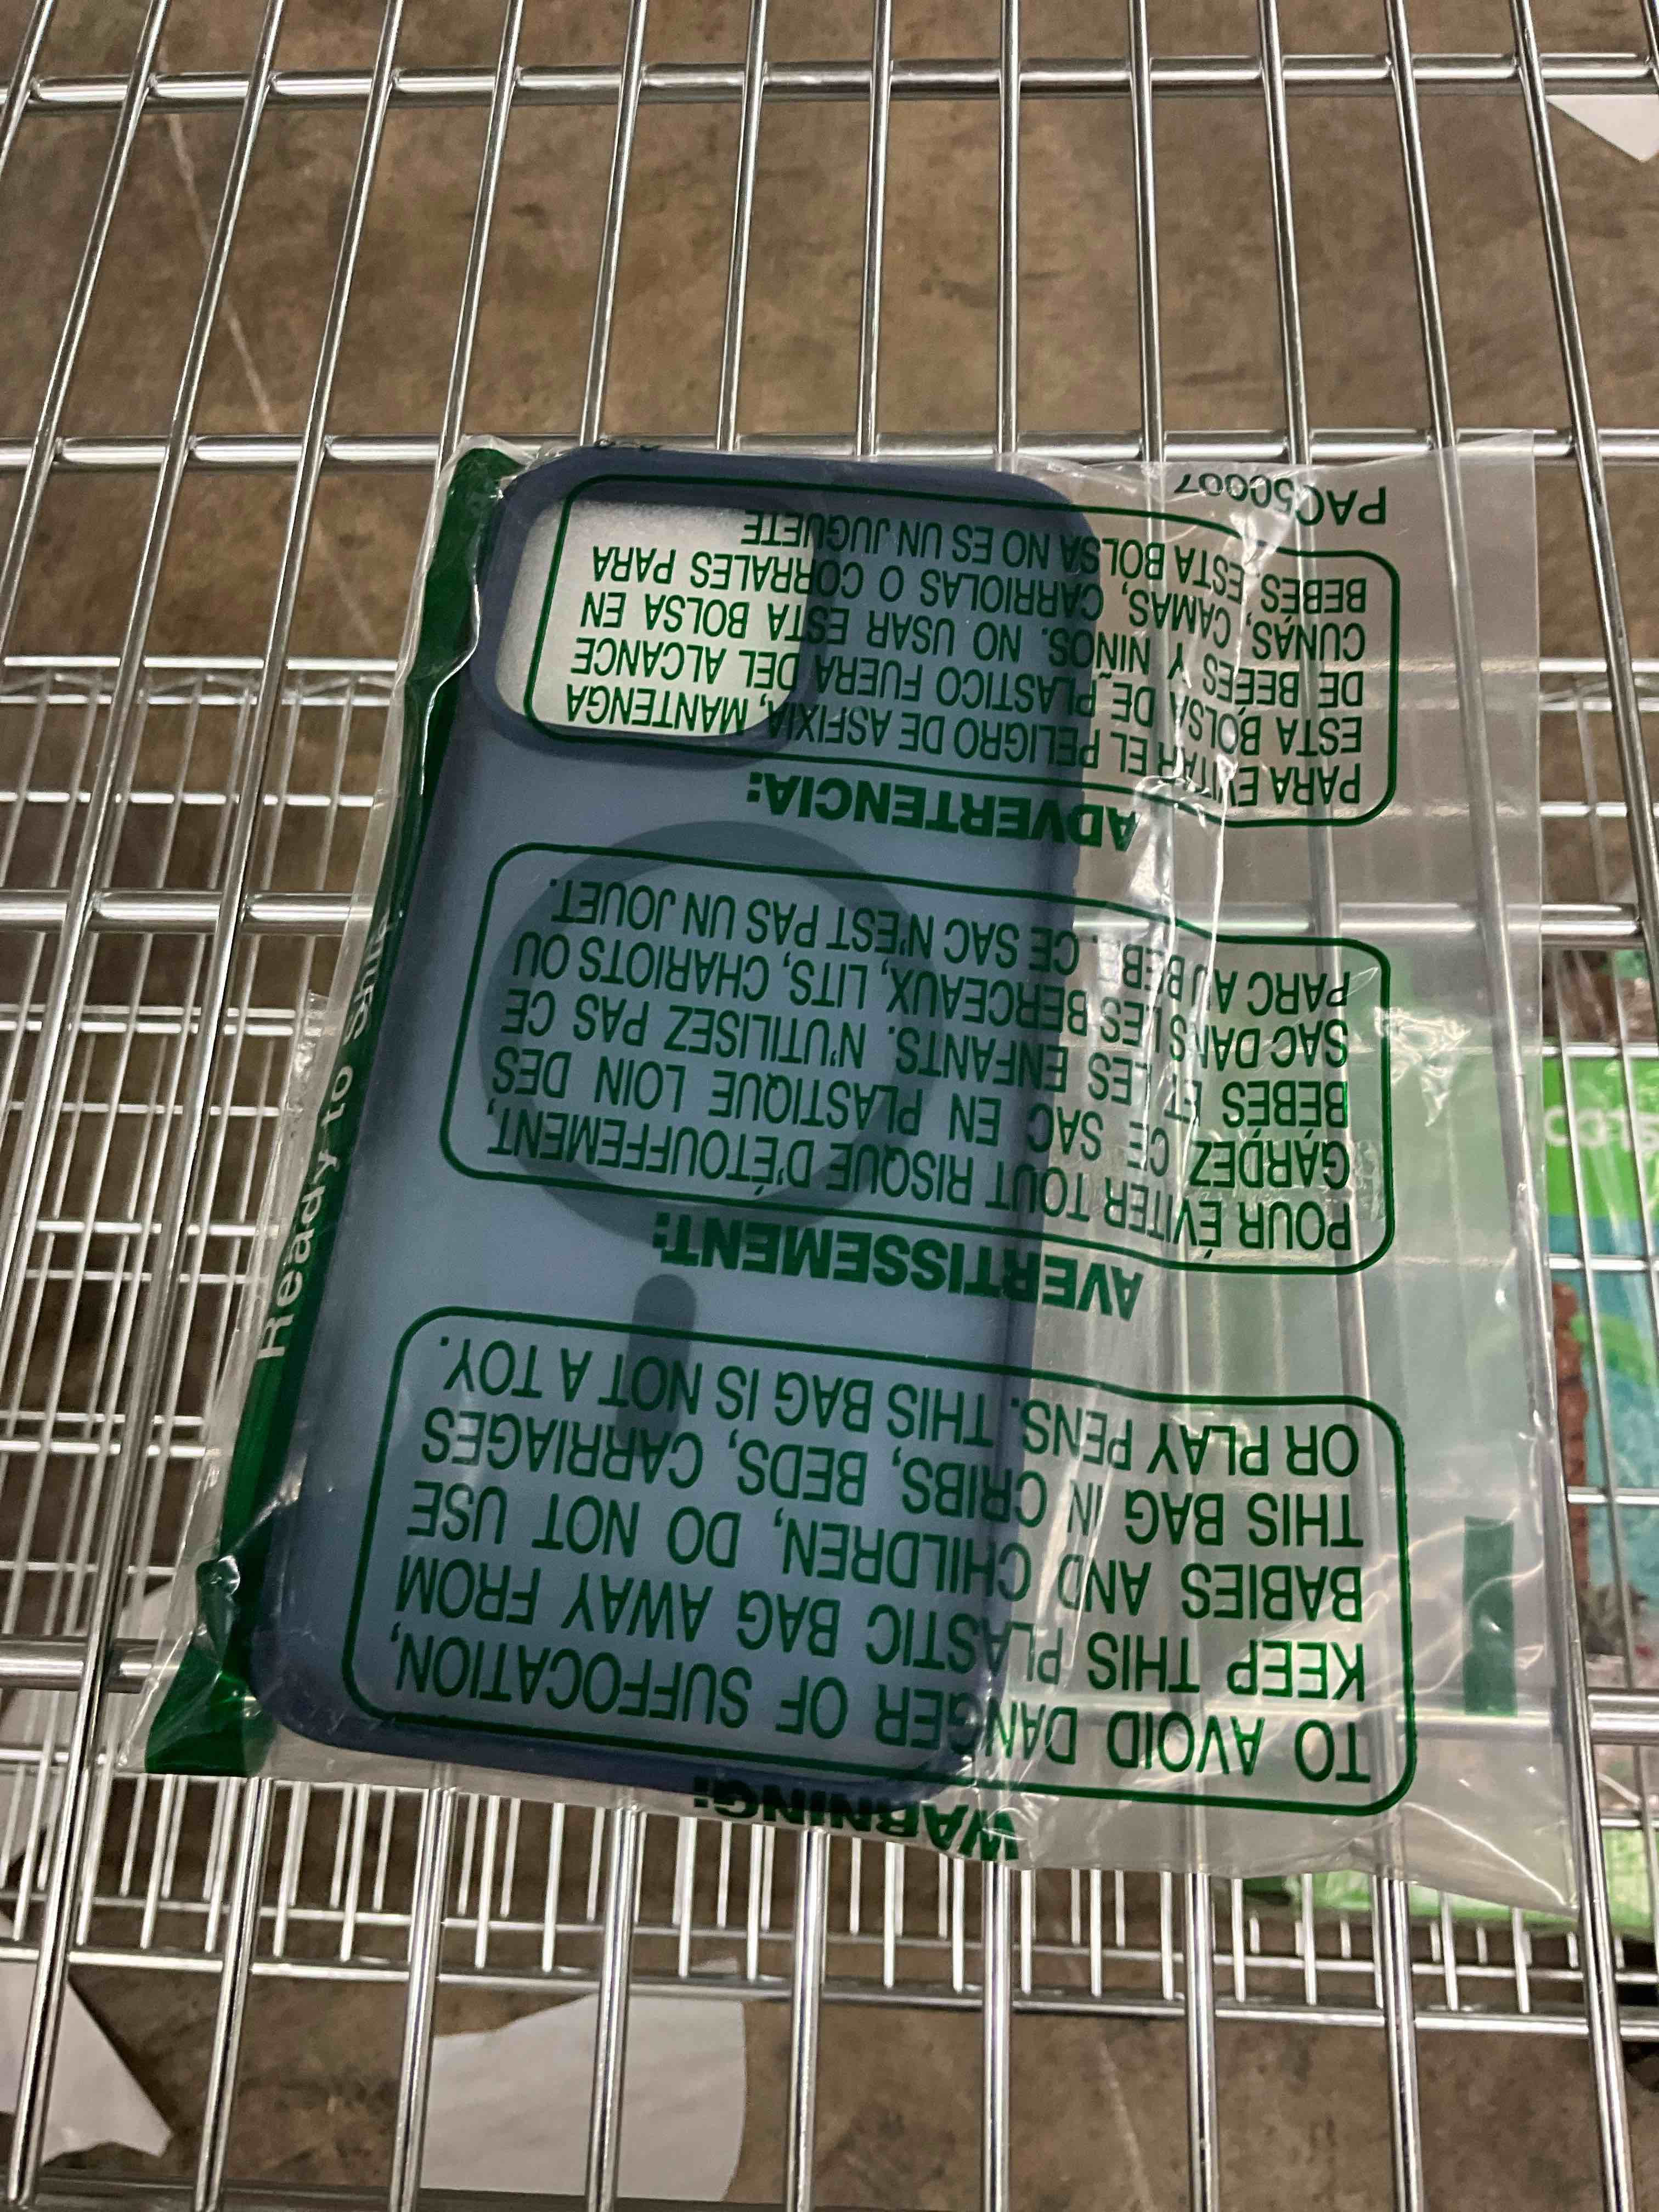 WARNING:
TO AVOID DANGER OF SUFFOCATION,
KEEP THIS PLASTIC BAG AWAY FROM
BABIES AND CHILDREN, DO NOT USE
THIS BAG IN CRIBS, BEDS, CARRIAGES
OR PLAY PENS. THIS BAG IS NOT A TOY.
AVERTISSEMENT:
POUR ÉVITER TOUT RISQUE D'ÉTOUFFEMENT,
GARDEZ CE SAC EN PLASTIQUE LOIN DES
BÉBÉS ET LES ENFANTS. N'UTILISEZ PAS CE
SAC DANS LES BERCEAUX, LITS, CHARIOTS OU
PARC AU BEBE. CE SAC N'EST PAS UN JOUET.
ADVERTENCIA:
PARA EVITAR EL PELIGRO DE ASFIXIA, MANTENGA
ESTA BOLSA DE PLASTICO FUERA DEL ALCANCE
DE BEBÉS Y NIÑOS. NO USAR ESTA BOLSA EN
CUNAS, CAMAS, CARRIOLAS O CORRALES PARA
BEBÉS. ESTA BOLSA NO ES UN JUGUETE
PAC50007
Ready to Ship